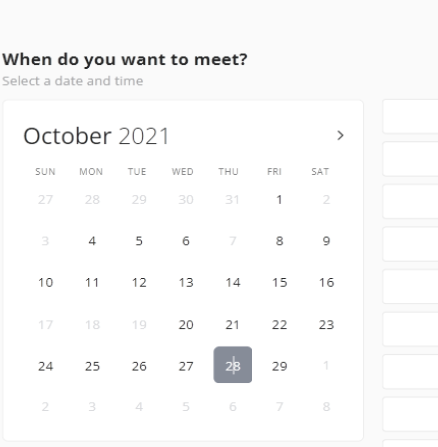 When do you want to meet?
Select a date and time
October 2021 >
SUN MON TUE WED THU FRI SAT
27 28 29 30 31 1 2
3 4 5 6 7 8 9
10 11 12 13 14 15 16
17 18 19 20 21 22 23
24 25 26 27 28 29 1
2 3 4 5 6 7 8